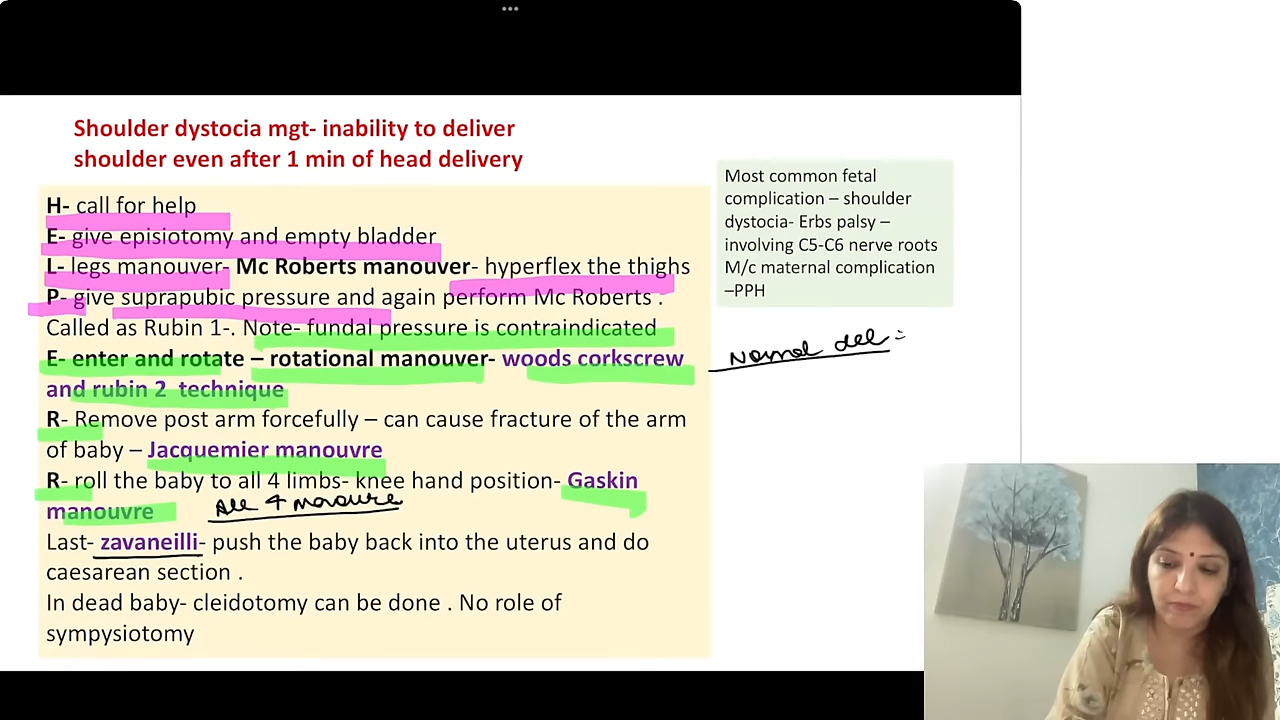 Shoulder dystocia mgt- inability to deliver
shoulder even after 1 min of head delivery
H- call for help
E- give episiotomy and empty bladder
L- legs manouver- Mc Roberts manouver- hyperflex the thighs
P- give suprapubic pressure and again perform Mc Roberts .
Called as Rubin 1-. Note- fundal pressure is contraindicated
E- enter and rotate – rotational manouver- woods corkscrew
and rubin 2 technique
R- Remove post arm forcefully – can cause fracture of the arm
of baby – Jacquemier manouvre
R- roll the baby to all 4 limbs- knee hand position- Gaskin
manouvre
All 4 manouvre
Last- zavaneilli- push the baby back into the uterus and do
caesarean section .
In dead baby- cleidotomy can be done . No role of
sympysiotomy
Most common fetal
complication – shoulder
dystocia- Erbs palsy –
involving C5-C6 nerve roots
M/c maternal complication
–PPH
Normal del =